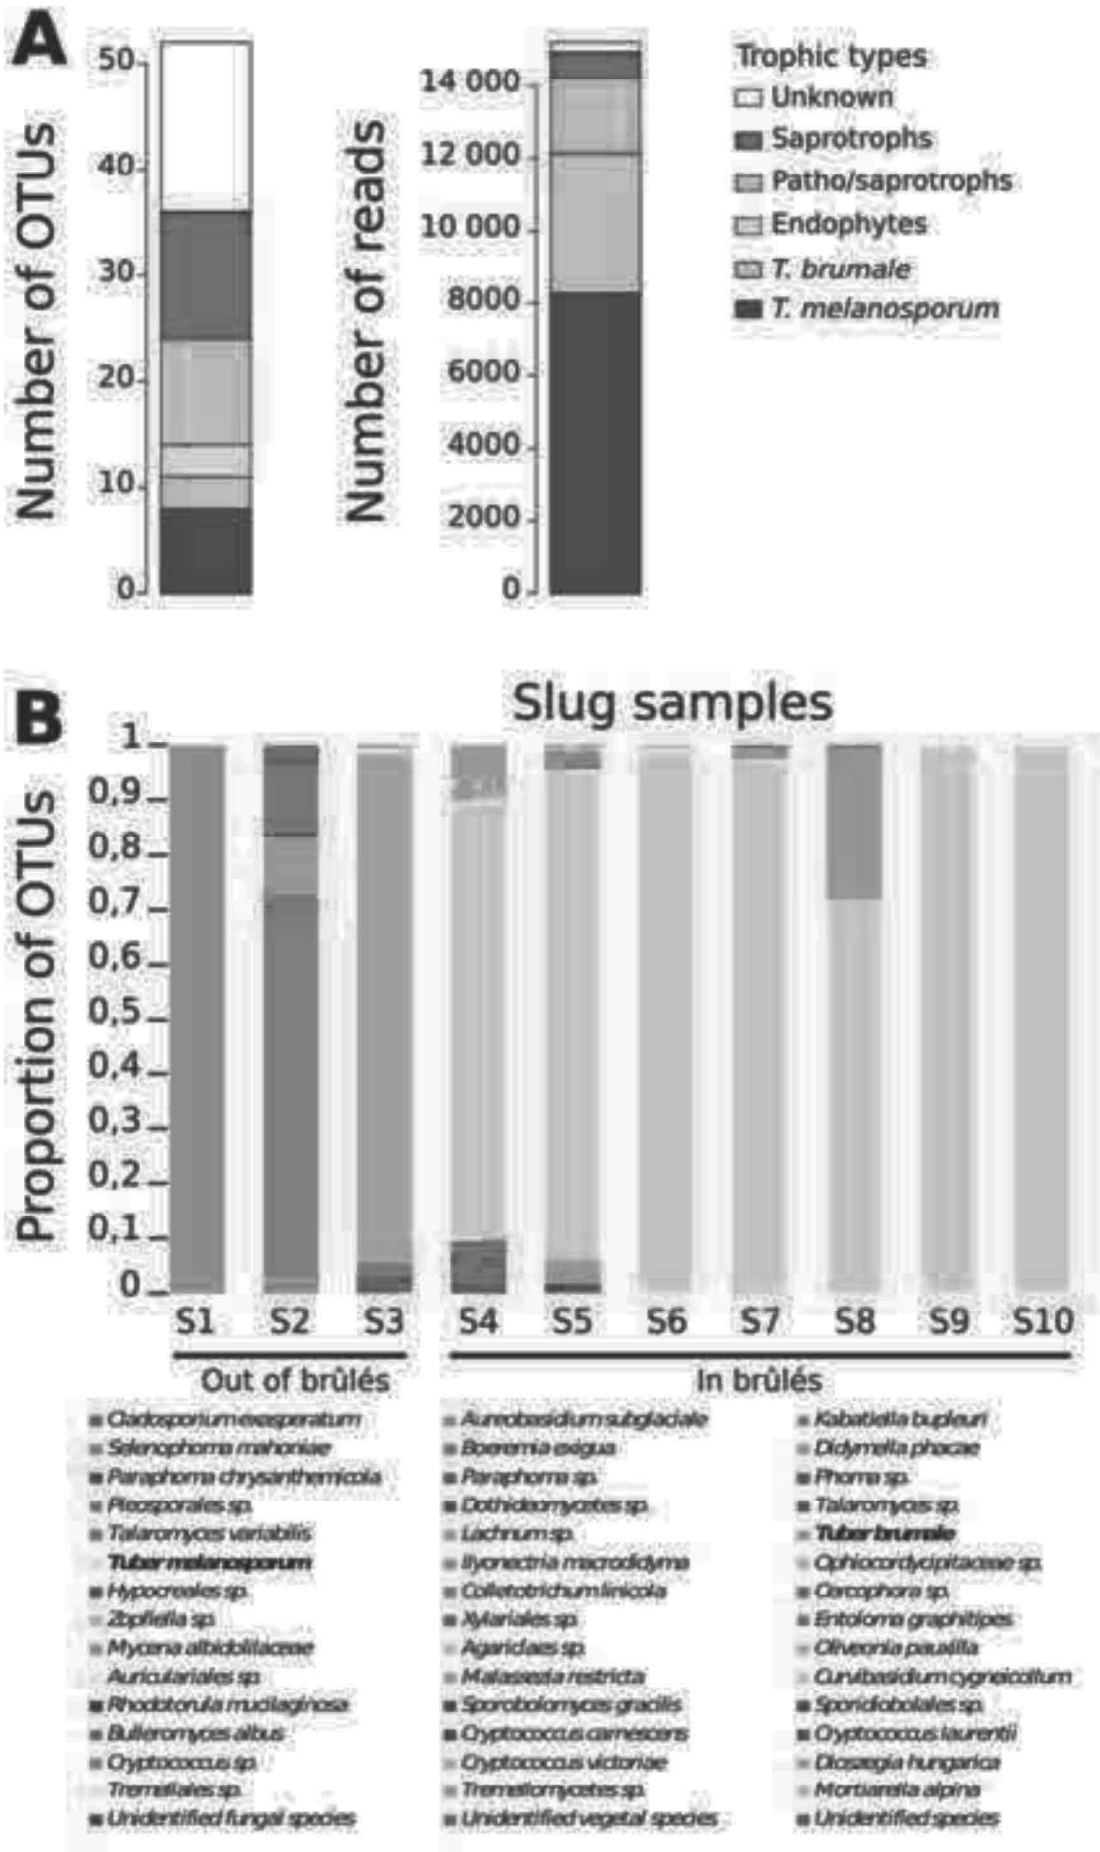 A
Number of OTUs
50
40
30
20
10
0
Number of reads
14 000
12 000
10 000
8000
6000
4000
2000
0
Trophic types
Unknown
Saprotrophs
Patho/saprotrophs
Endophytes
T. brumale
T. melanosporum
B
Slug samples
Proportion of OTUs
1
0,9
0,8
0,7
0,6
0,5
0,4
0,3
0,2
0,1
0
S1 S2 S3 S4 S5 S6 S7 S8 S9 S10
Out of brûlés In brûlés
Cladosporium exasperatum Aureobasidium subglaciale Kabatiella bupleuri
Selenophoma mahoniae Boeremia exigua Didymella phacae
Paraphoma chrysanthemicola Paraphoma sp. Phoma sp.
Pleosporales sp. Dothideomycetes sp. Talaromyces sp.
Talaromyces variabilis Lachnum sp. Tuber brumale
Tuber melanosporum Ilyonectria macrodidyma Ophiocordycipitaceae sp.
Hypocreales sp. Colletotrichum linicola Cercophora sp.
Zopfiella sp. Xylariales sp. Entoloma graphitipes
Mycena albidolilaceae Agariclaes sp. Oliveonia pauxilla
Auriculariales sp. Malassezia restricta Curvibasidium cygneicollum
Rhodotorula mucilaginosa Sporobolomyces gracilis Sporidiobolales sp.
Bulleromyces albus Cryptococcus carnescens Cryptococcus laurentii
Cryptococcus sp. Cryptococcus victoriae Dioszegia hungarica
Tremellales sp. Tremellomycetes sp. Mortierella alpina
Unidentified fungal species Unidentified vegetal species Unidentified species